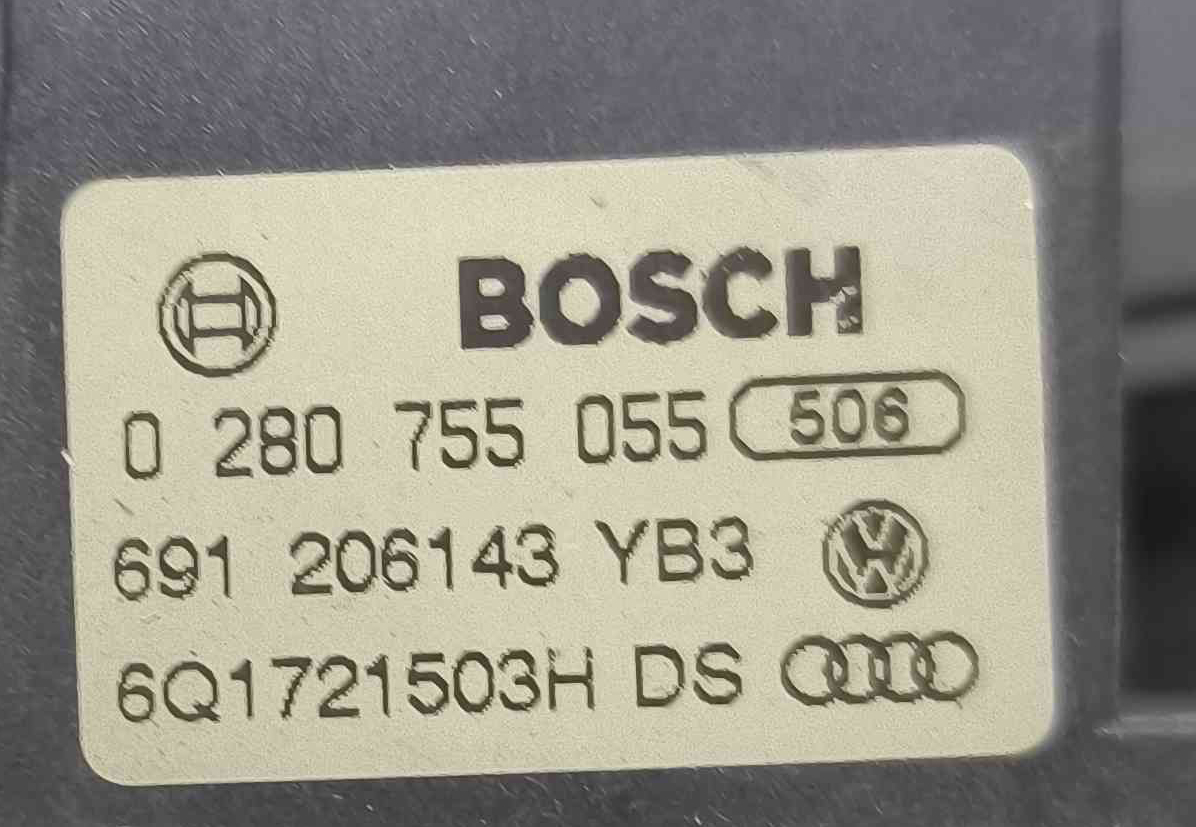 BOSCH
0 280 755 055 506
691 206143 YB3
6Q1721503H DS